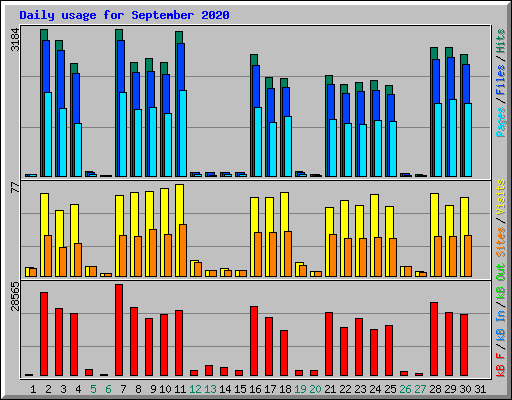 Daily usage for September 2020
3184
77
28565
Pages / Files / Hits
Sites / Visits
kB F / kB In / kB Out
1 2 3 4 5 6 7 8 9 10 11 12 13 14 15 16 17 18 19 20 21 22 23 24 25 26 27 28 29 30 31